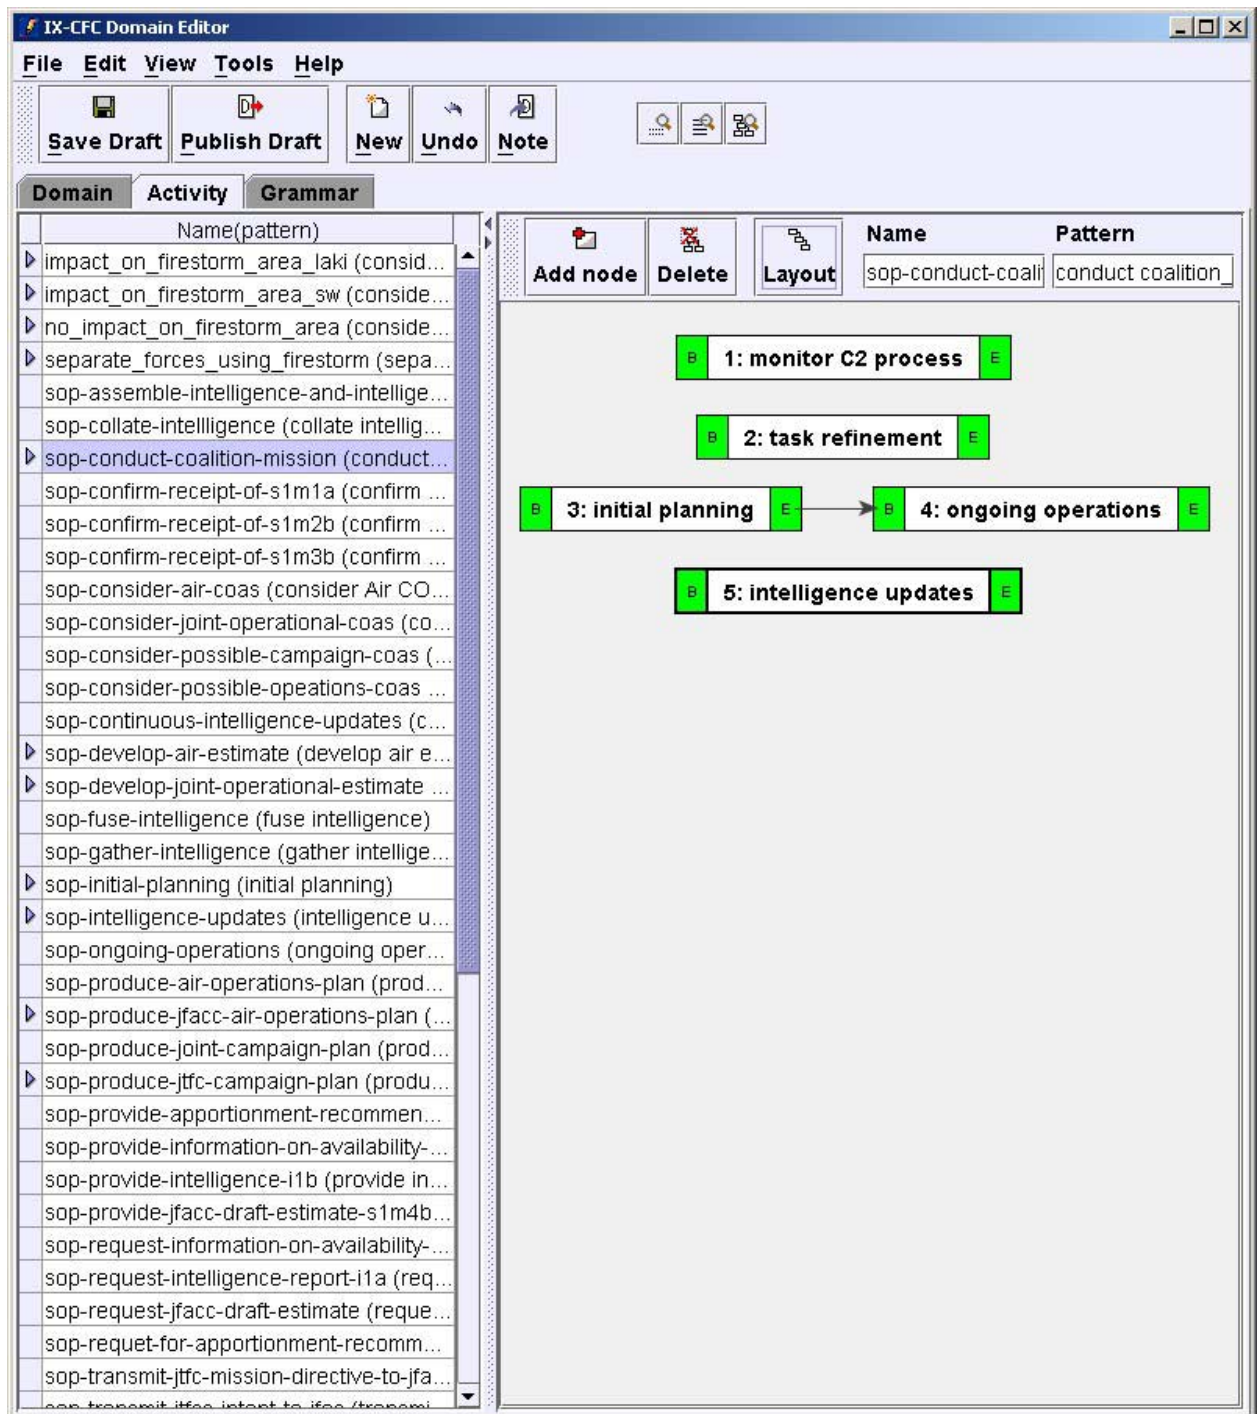 IX-CFC Domain Editor
File Edit View Tools Help
Save Draft Publish Draft New Undo Note
Domain Activity Grammar
Name(pattern)
impact_on_firestorm_area_laki (consid...
impact_on_firestorm_area_sw (conside...
no_impact_on_firestorm_area (conside...
separate_forces_using_firestorm (sepa...
sop-assemble-intelligence-and-intellige...
sop-collate-intellligence (collate intellig...
sop-conduct-coalition-mission (conduct...
sop-confirm-receipt-of-s1m1a (confirm ...
sop-confirm-receipt-of-s1m2b (confirm ...
sop-confirm-receipt-of-s1m3b (confirm ...
sop-consider-air-coas (consider Air CO...
sop-consider-joint-operational-coas (co...
sop-consider-possible-campaign-coas (...
sop-consider-possible-opeations-coas ...
sop-continuous-intelligence-updates (c...
sop-develop-air-estimate (develop air e...
sop-develop-joint-operational-estimate ...
sop-fuse-intelligence (fuse intelligence)
sop-gather-intelligence (gather intellige...
sop-initial-planning (initial planning)
sop-intelligence-updates (intelligence u...
sop-ongoing-operations (ongoing oper...
sop-produce-air-operations-plan (prod...
sop-produce-jfacc-air-operations-plan (...
sop-produce-joint-campaign-plan (prod...
sop-produce-jtfc-campaign-plan (produ...
sop-provide-apportionment-recommen...
sop-provide-information-on-availability-...
sop-provide-intelligence-i1b (provide in...
sop-provide-jfacc-draft-estimate-s1m4b...
sop-request-information-on-availability-...
sop-request-intelligence-report-i1a (req...
sop-request-jfacc-draft-estimate (reque...
sop-requet-for-apportionment-recomm...
sop-transmit-jtfc-mission-directive-to-jfa...
Add node Delete Layout
Name Pattern
sop-conduct-coali conduct coalition_
B 1: monitor C2 process E
B 2: task refinement E
B 3: initial planning E B 4: ongoing operations E
B 5: intelligence updates E